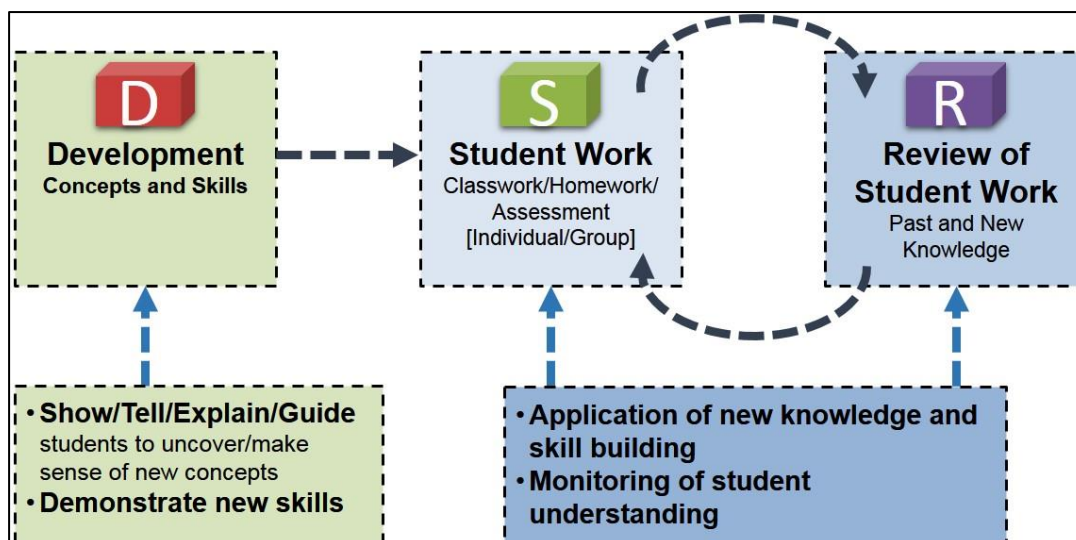 D
Development
Concepts and Skills
S
Student Work
Classwork/Homework/
Assessment
[Individual/Group]
R
Review of
Student Work
Past and New
Knowledge
• Show/Tell/Explain/Guide
students to uncover/make
sense of new concepts
• Demonstrate new skills
• Application of new knowledge and
skill building
• Monitoring of student
understanding